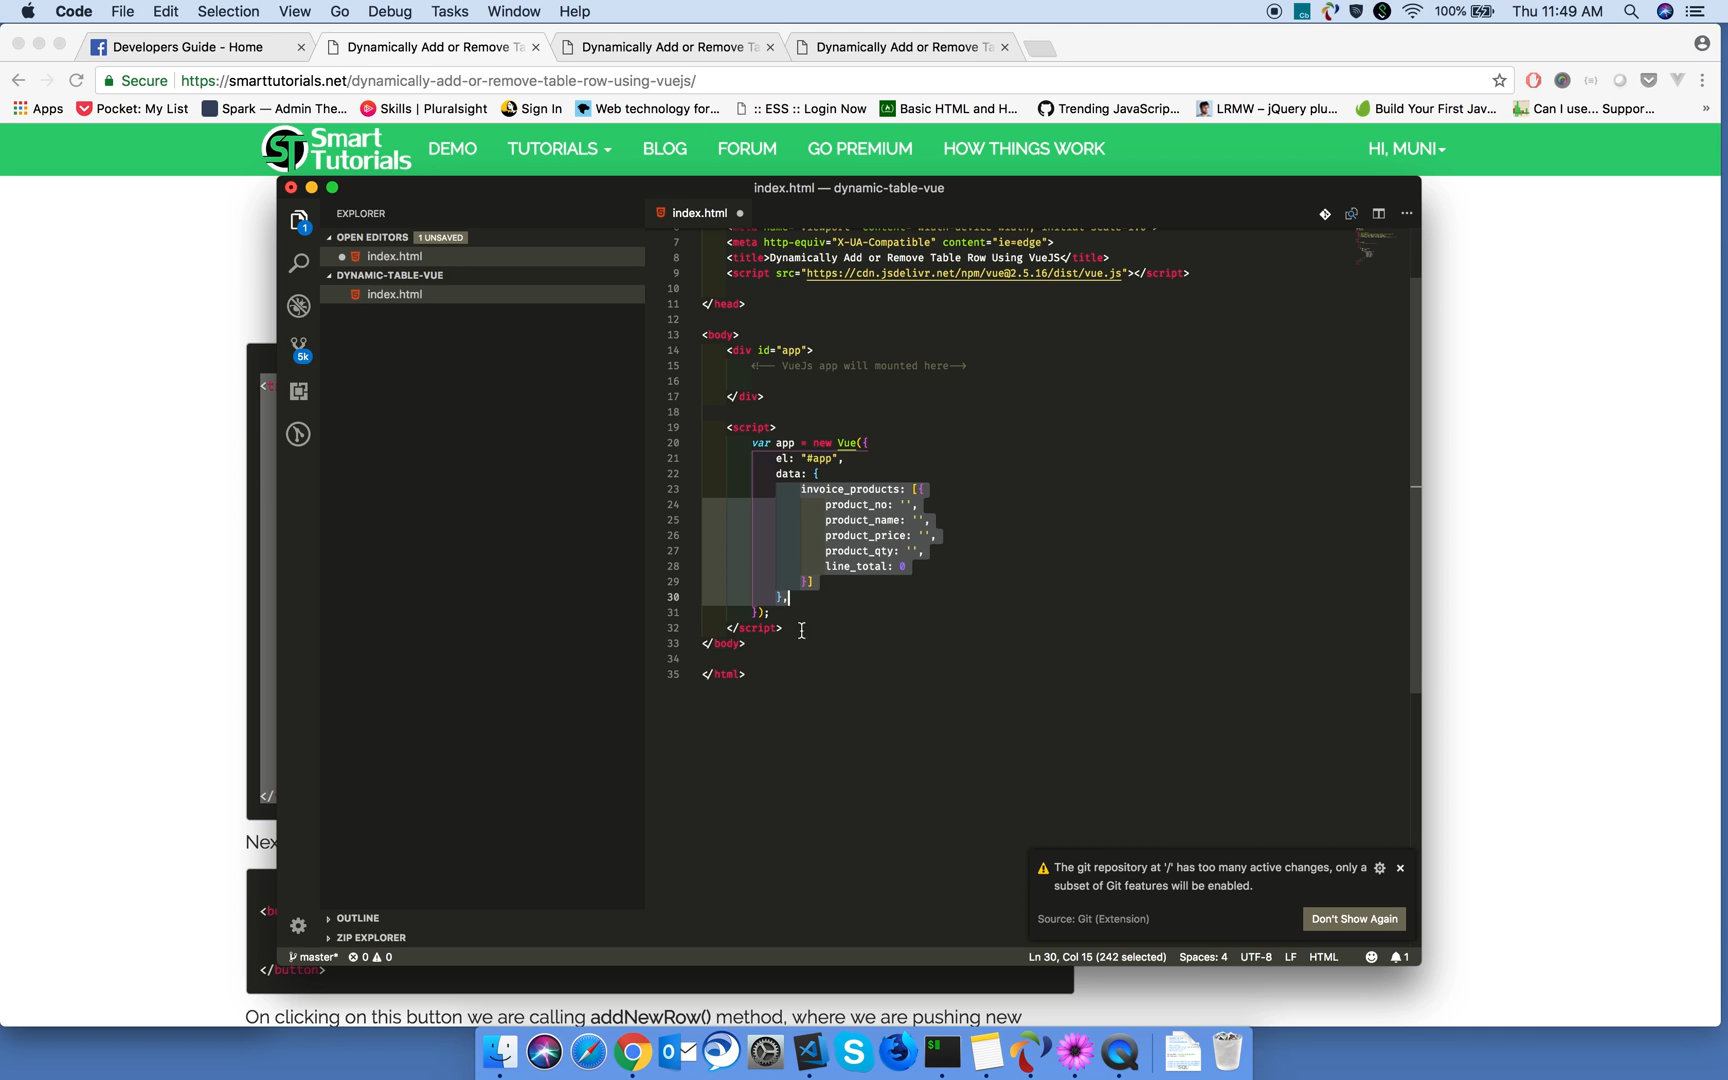 Code File Edit Selection View Go Debug Tasks Window Help
100% Thu 11:49 AM
Developers Guide - Home
Dynamically Add or Remove Ta
Dynamically Add or Remove Ta
Dynamically Add or Remove Ta
Secure https://smarttutorials.net/dynamically-add-or-remove-table-row-using-vuejs/
Apps Pocket: My List Spark — Admin The... Skills | Pluralsight Sign In Web technology for... :: ESS :: Login Now Basic HTML and H... Trending JavaScrip... LRMW – jQuery plu... Build Your First Jav... Can I use... Suppor... »
Smart Tutorials DEMO TUTORIALS BLOG FORUM GO PREMIUM HOW THINGS WORK HI, MUNI
index.html — dynamic-table-vue
EXPLORER
index.html
OPEN EDITORS 1 UNSAVED
index.html
DYNAMIC-TABLE-VUE
index.html
1
5k
7 <meta http-equiv="X-UA-Compatible" content="ie=edge">
8 <title>Dynamically Add or Remove Table Row Using VueJS</title>
9 <script src="https://cdn.jsdelivr.net/npm/vue@2.5.16/dist/vue.js"></script>
10
11 </head>
12
13 <body>
14 <div id="app">
15 <!-- VueJs app will mounted here-->
16
17 </div>
18
19 <script>
20 var app = new Vue({
21 el: "#app",
22 data: {
23 invoice_products: [{
24 product_no: '',
25 product_name: '',
26 product_price: '',
27 product_qty: '',
28 line_total: 0
29 }]
30 },
31 });
32 </script>
33 </body>
34
35 </html>
The git repository at '/' has too many active changes, only a
subset of Git features will be enabled.
Source: Git (Extension)
Don't Show Again
OUTLINE
ZIP EXPLORER
master* 0 0 Ln 30, Col 15 (242 selected) Spaces: 4 UTF-8 LF HTML 1
<t
</
Nex
<bu
</button>
On clicking on this button we are calling addNewRow() method, where we are pushing new